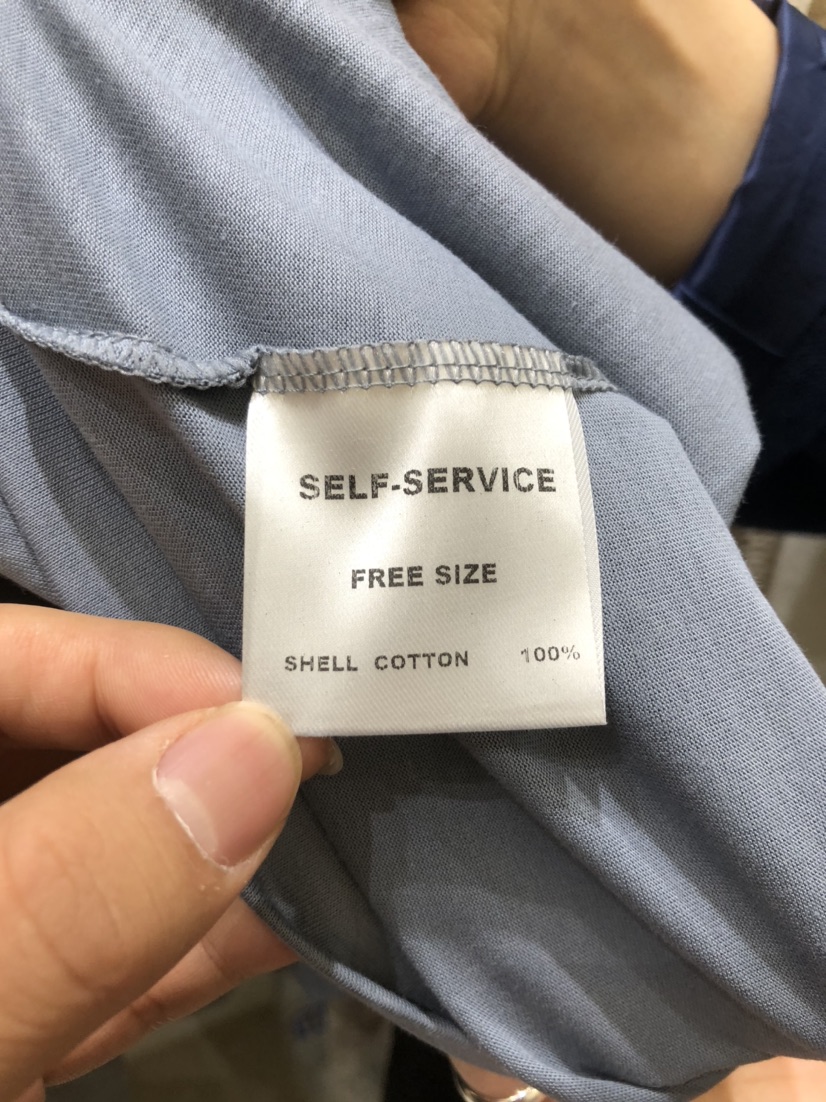 SELF-SERVICE
FREE SIZE
SHELL COTTON 100%